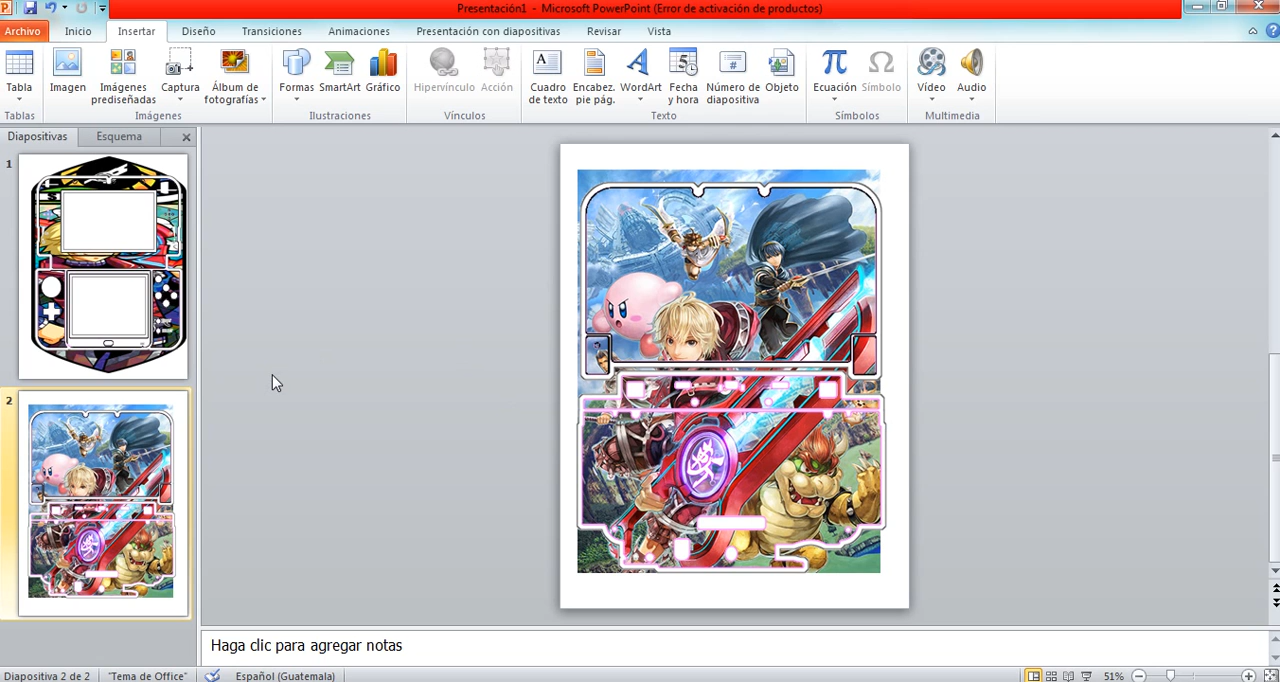 Presentación1 - Microsoft PowerPoint (Error de activación de productos)
Archivo Inicio Insertar Diseño Transiciones Animaciones Presentación con diapositivas Revisar Vista
Tabla Imagen Imágenes prediseñadas Captura Álbum de fotografías Formas SmartArt Gráfico Hipervínculo Acción Cuadro de texto Encabez. pie pág. WordArt Fecha y hora Número de diapositiva Objeto Ecuación Símbolo Vídeo Audio
Tablas Imágenes Ilustraciones Vínculos Texto Símbolos Multimedia
Diapositivas Esquema
1
2
Haga clic para agregar notas
Diapositiva 2 de 2 "Tema de Office" Español (Guatemala) 51%